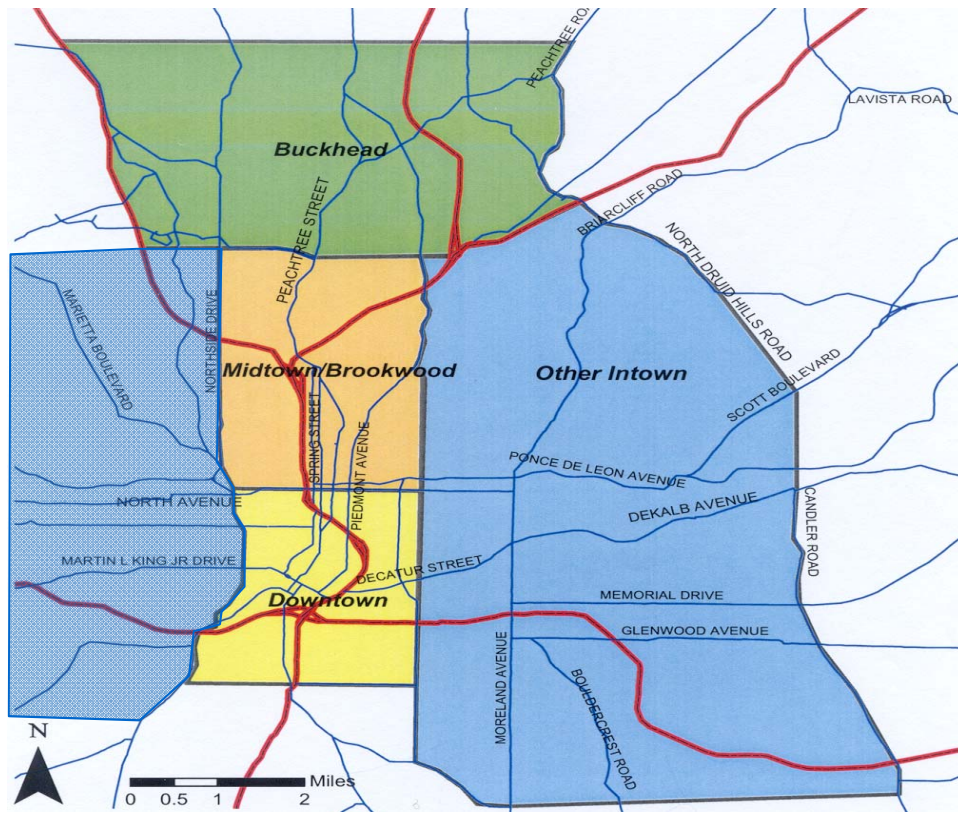 PEACHTREE RO
LAVISTA ROAD
Buckhead
BRIARCLIFF ROAD
PEACHTREE STREET
NORTH DRUID HILLS ROAD
MARIETTA BOULEVARD
NORTHSIDE DRIVE
Midtown/Brookwood
Other Intown
SCOTT BOULEVARD
SPRING STREET
PIEDMONT AVENUE
PONCE DE LEON AVENUE
NORTH AVENUE
DEKALB AVENUE
CANDLER ROAD
MARTIN L KING JR DRIVE
DECATUR STREET
Downtown
MEMORIAL DRIVE
GLENWOOD AVENUE
MORELAND AVENUE
BOULDERCREST ROAD
N
Miles
0 0.5 1 2